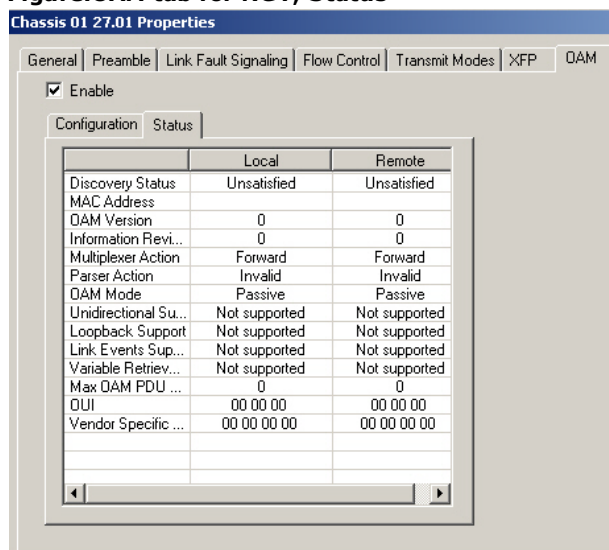 Chassis 01 27.01 Properties
General Preamble Link Fault Signaling Flow Control Transmit Modes XFP OAM
Enable
Configuration Status
Local Remote
Discovery Status Unsatisfied Unsatisfied
MAC Address
OAM Version 0 0
Information Revi... 0 0
Multiplexer Action Forward Forward
Parser Action Invalid Invalid
OAM Mode Passive Passive
Unidirectional Su... Not supported Not supported
Loopback Support Not supported Not supported
Link Events Sup... Not supported Not supported
Variable Retriev... Not supported Not supported
Max OAM PDU ... 0 0
OUI 00 00 00 00 00 00
Vendor Specific ... 00 00 00 00 00 00 00 00